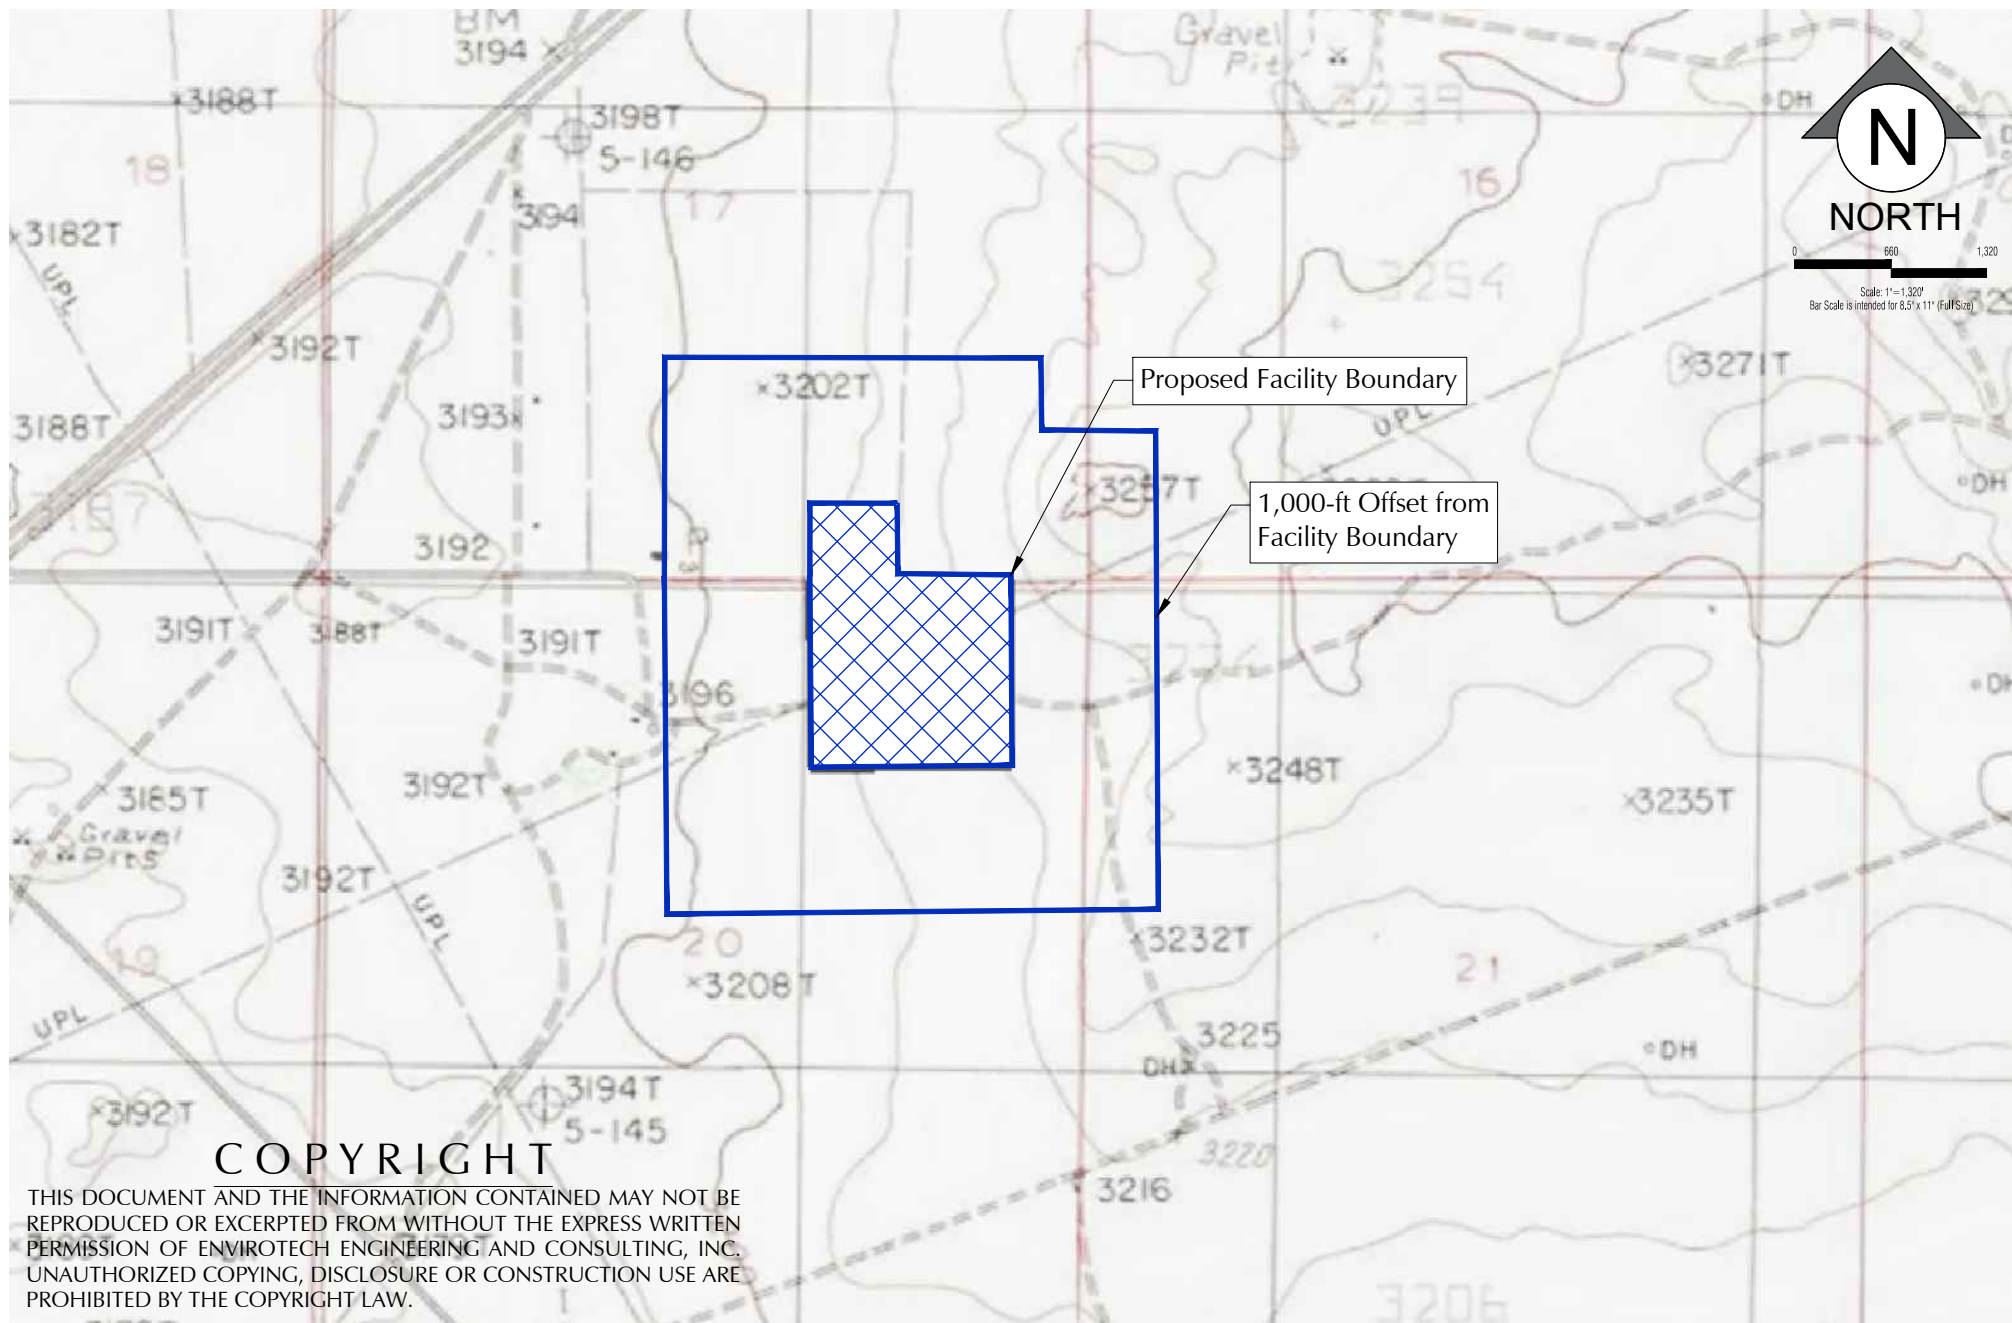 BM
3194
Gravel
Pit
3188T
3198T
5-146
3239
DH
N
NORTH
0 660 1,320
Scale: 1"=1,320'
Bar Scale is intended for 8.5" x 11" (Full Size)
18
17
16
3194
3182T
UPL
3254
3192T
3202T
Proposed Facility Boundary
3271T
3193
3188T
UPL
3257T
1,000-ft Offset from
Facility Boundary
DH
3192
3191T
3188T
3191T
3196
DH
3192T
3248T
3235T
3185T
Gravel
Pits
3192T
UPL
19
20
3232T
21
3208T
UPL
3225
DH
DH
3194T
5-145
3192T
3220
3216
COPYRIGHT
THIS DOCUMENT AND THE INFORMATION CONTAINED MAY NOT BE
REPRODUCED OR EXCERPTED FROM WITHOUT THE EXPRESS WRITTEN
PERMISSION OF ENVIROTECH ENGINEERING AND CONSULTING, INC.
UNAUTHORIZED COPYING, DISCLOSURE OR CONSTRUCTION USE ARE
PROHIBITED BY THE COPYRIGHT LAW.
3206